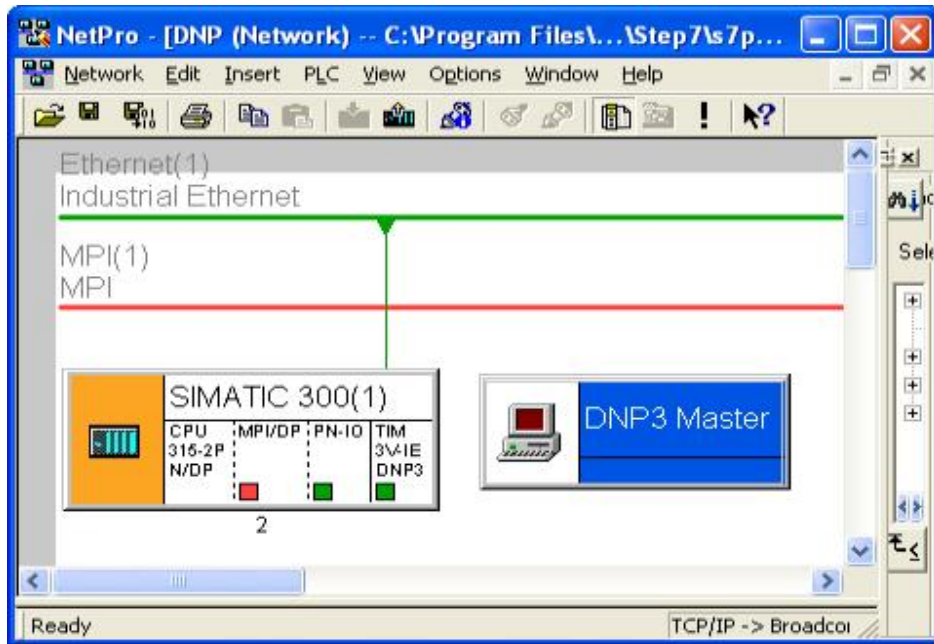 NetPro - [DNP (Network) -- C:\Program Files\...\Step7\s7p...
Network Edit Insert PLC View Options Window Help
Ethernet(1)
Industrial Ethernet
MPI(1)
MPI
Sele
SIMATIC 300(1)
CPU MPI/DP PN-IO TIM
315-2P 3V-IE
N/DP DNP3
2
DNP3 Master
Ready TCP/IP -> Broadcoi